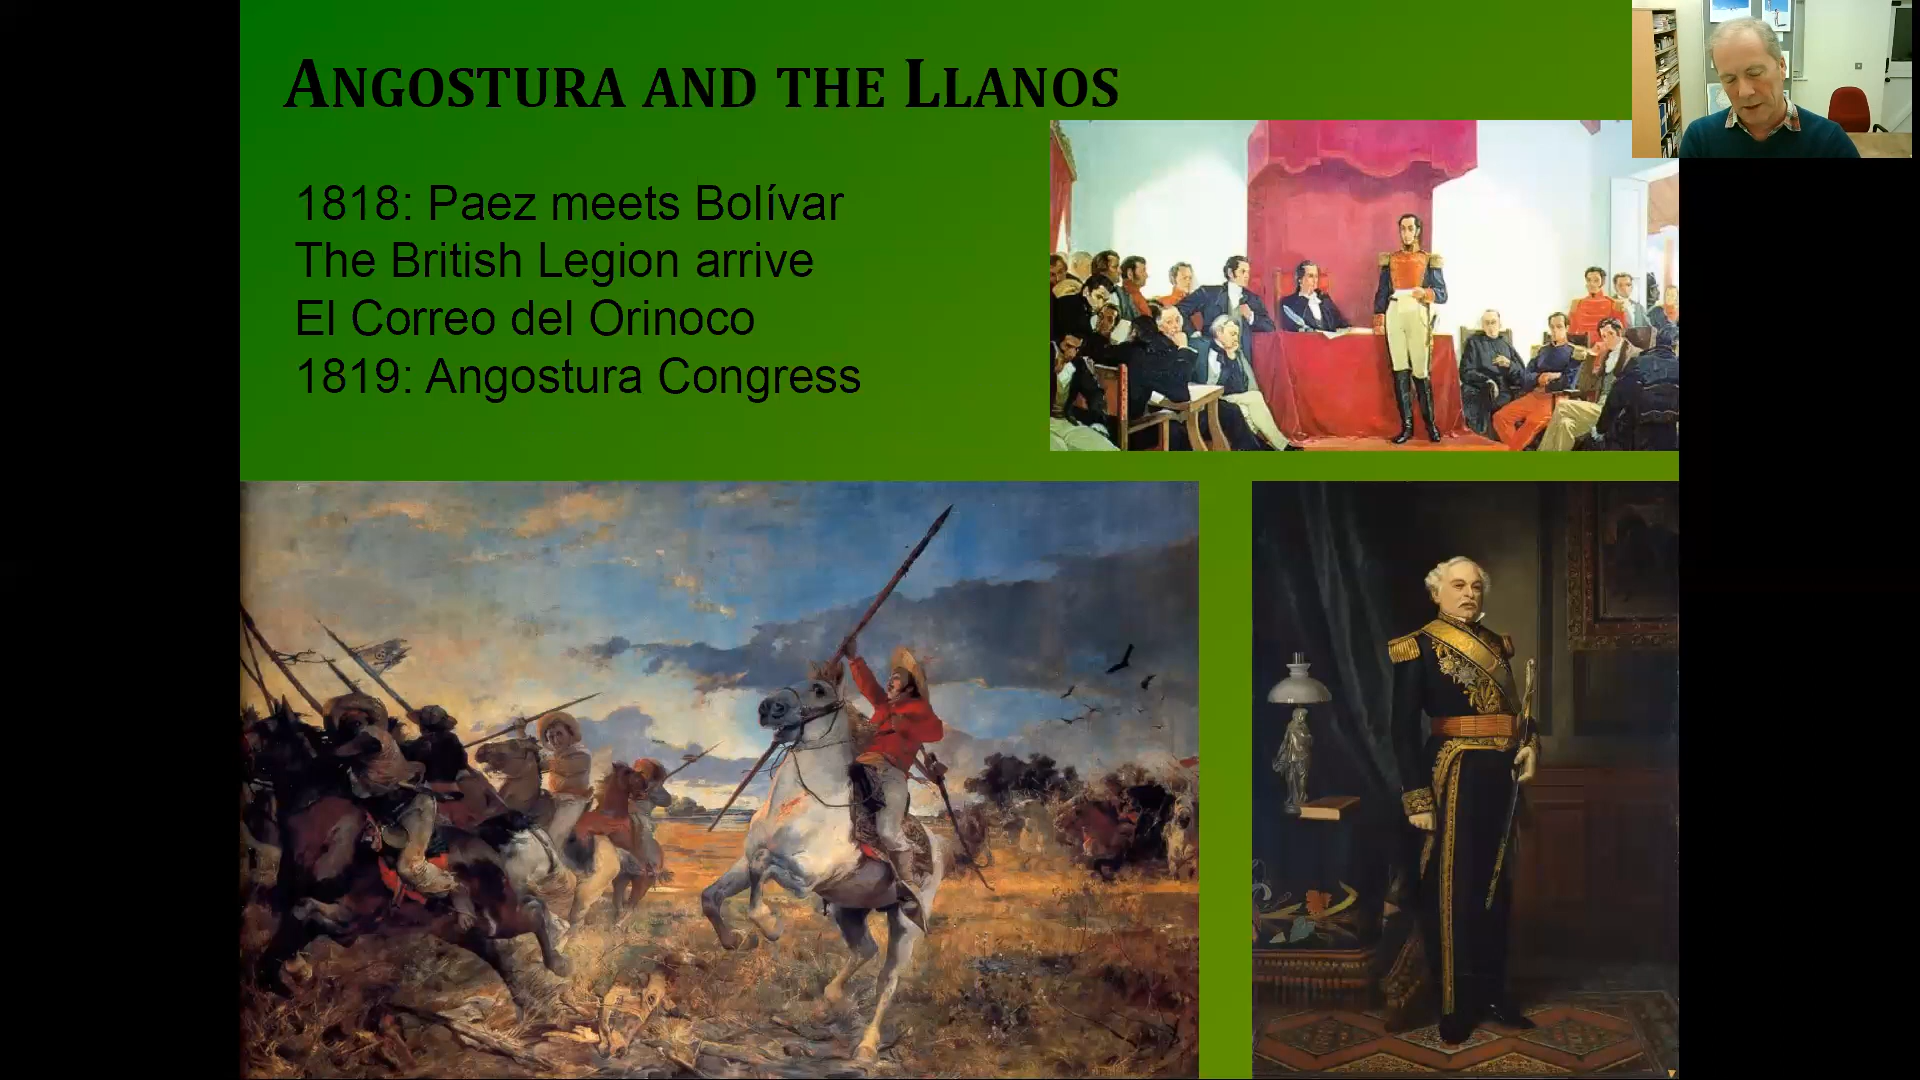 ANGOSTURA AND THE LLANOS
1818: Paez meets Bolívar
The British Legion arrive
El Correo del Orinoco
1819: Angostura Congress